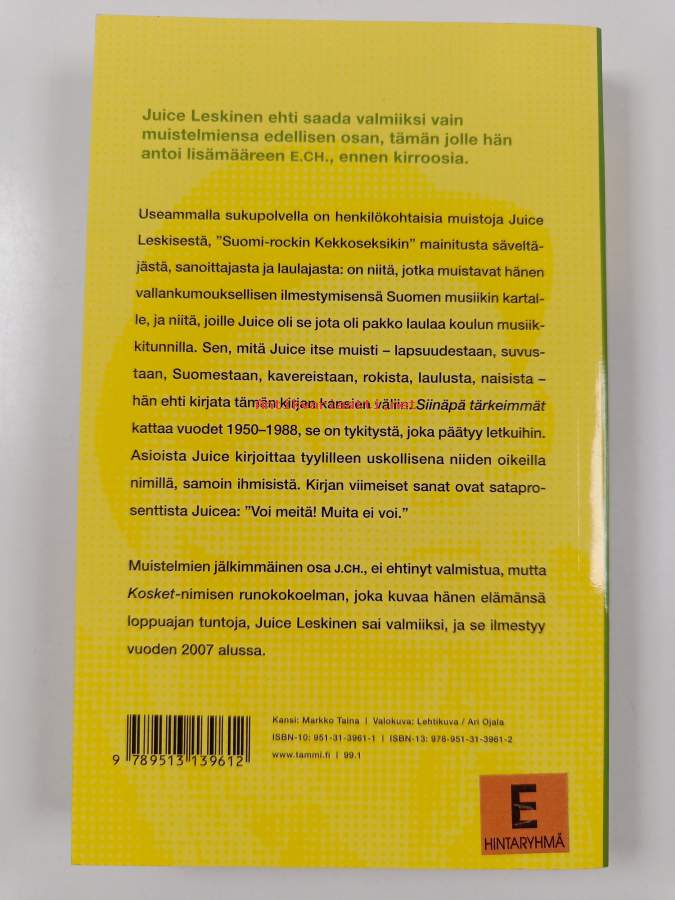 Juice Leskinen ehti saada valmiiksi vain
muistelmiensa edellisen osan, tämän jolle hän
antoi lisämääreen E.CH., ennen kirroosia.
Useammalla sukupolvella on henkilökohtaisia muistoja Juice
Leskisestä, ”Suomi-rockin Kekkoseksikin” mainitusta säveltä-
jästä, sanoittajasta ja laulajasta: on niitä, jotka muistavat hänen
vallankumouksellisen ilmestymisensä Suomen musiikin kartal-
le, ja niitä, joille Juice oli se jota oli pakko laulaa koulun musiik-
kitunnilla. Sen, mitä Juice itse muisti – lapsuudestaan, suvus-
taan, Suomestaan, kavereistaan, rokista, laulusta, naisista –
hän ehti kirjata tämän kirjan kansien väliin. Siinäpä tärkeimmät
kattaa vuodet 1950–1988, se on tykitystä, joka päätyy letkuihin.
Asioista Juice kirjoittaa tyylilleen uskollisena niiden oikeilla
nimillä, samoin ihmisistä. Kirjan viimeiset sanat ovat satapro-
senttista Juicea: ”Voi meitä! Muita ei voi.”
Muistelmien jälkimmäinen osa J.CH., ei ehtinyt valmistua, mutta
Kosket-nimisen runokokoelman, joka kuvaa hänen elämänsä
loppuajan tuntoja, Juice Leskinen sai valmiiksi, ja se ilmestyy
vuoden 2007 alussa.
Kansi: Markko Taina | Valokuva: Lehtikuva / Ari Ojala
ISBN-10: 951-31-3961-1 | ISBN-13: 978-951-31-3961-2
www.tammi.fi | 99.1
9 789513 139612
E
HINTARYHMÄ